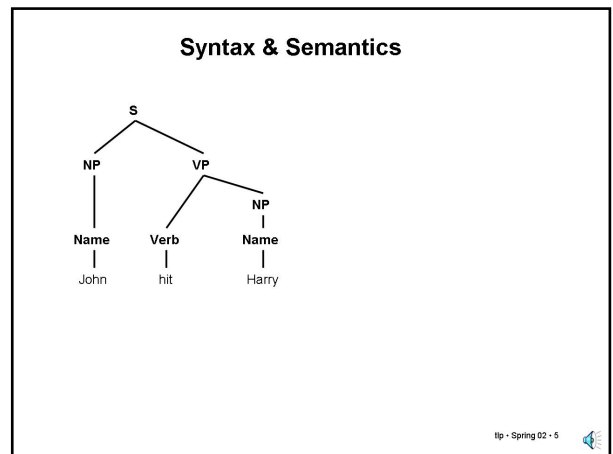 Syntax & Semantics
S
NP VP
NP
Name Verb Name
John hit Harry
tlp • Spring 02 • 5